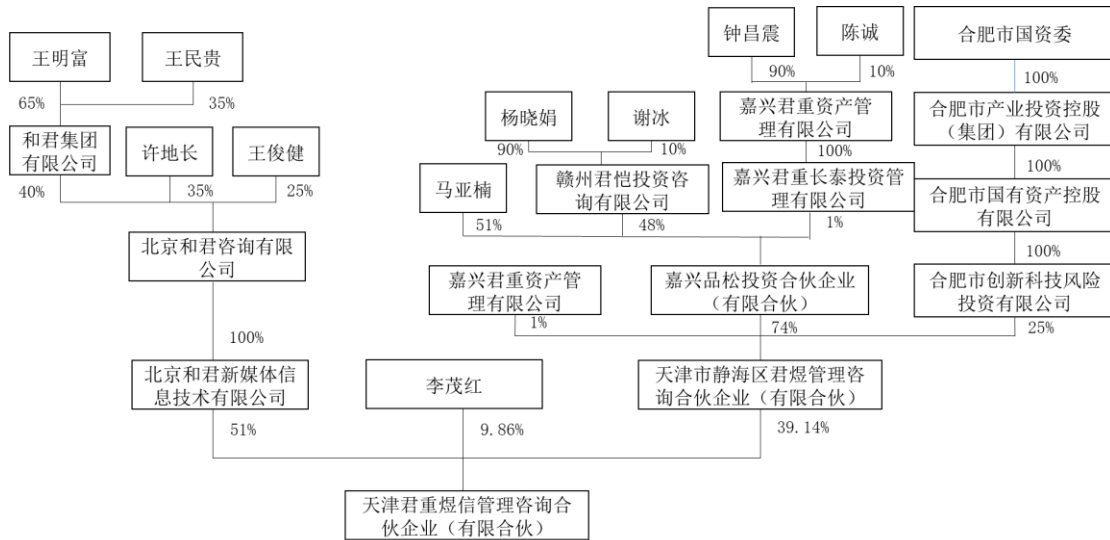 钟昌震
陈诚
合肥市国资委
王明富
王民贵
90%
10%
100%
65%
35%
杨晓娟
谢冰
嘉兴君重资产管
理有限公司
合肥市产业投资控股
（集团）有限公司
和君集团
有限公司
许地长
王俊健
90%
10%
100%
100%
40%
35%
25%
马亚楠
赣州君恺投资咨
询有限公司
嘉兴君重长泰投资管
理有限公司
合肥市国有资产控股
有限公司
51%
48%
1%
北京和君咨询有限
公司
100%
嘉兴君重资产管
理有限公司
嘉兴品松投资合伙企业
（有限合伙）
合肥市创新科技风险
投资有限公司
1%
74%
25%
100%
北京和君新媒体信
息技术有限公司
李茂红
天津市静海区君煜管理咨
询合伙企业（有限合伙）
51%
9.86%
39.14%
天津君重煜信管理咨询合
伙企业（有限合伙）